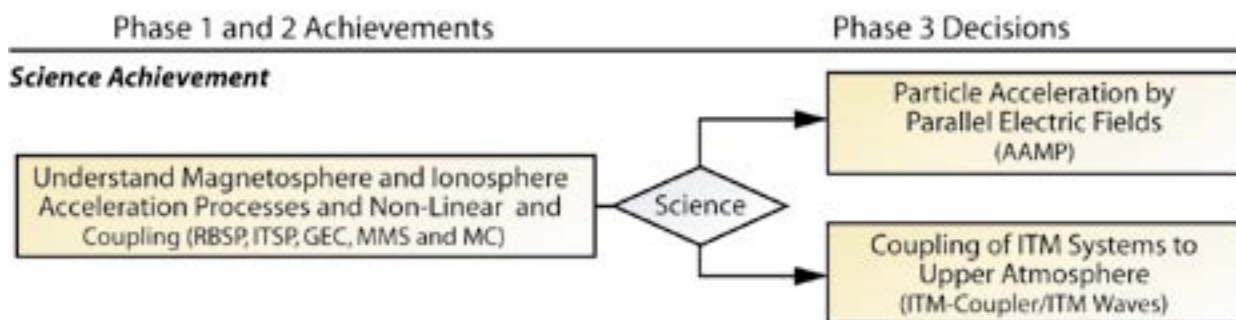 Phase 1 and 2 Achievements
Phase 3 Decisions
Science Achievement
Understand Magnetosphere and Ionosphere
Acceleration Processes and Non-Linear and
Coupling (RBSP, ITSP, GEC, MMS and MC)
Science
Particle Acceleration by
Parallel Electric Fields
(AAMP)
Coupling of ITM Systems to
Upper Atmosphere
(ITM-Coupler/ITM Waves)